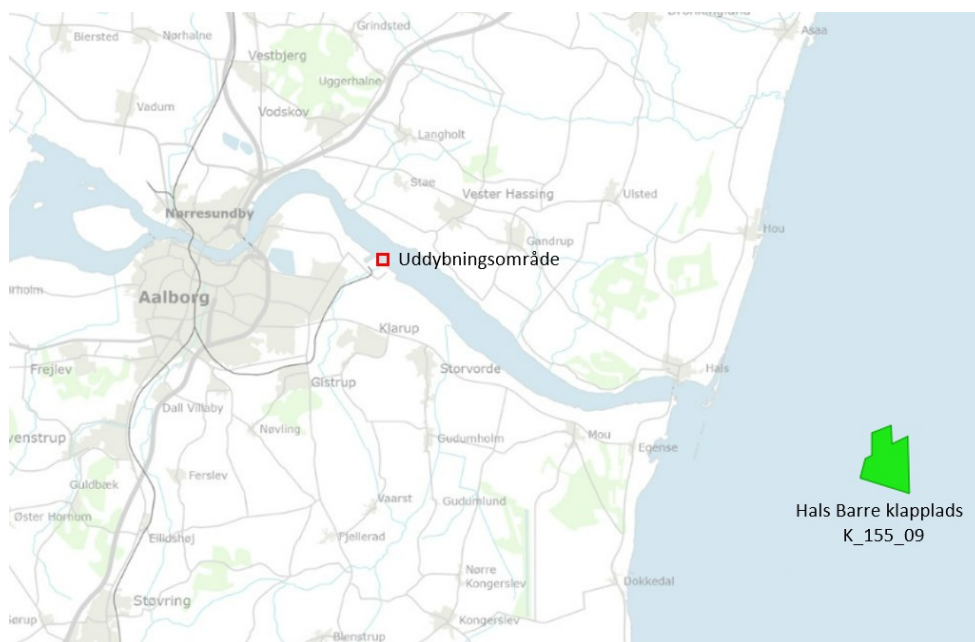 Biersted
Nørhalne
Grindsted
Asaa
Vestbjerg
Uggerhalne
Vadum
Vodskov
Langholt
Stae
Vester Hassing
Ulsted
Nørresundby
Gandrup
Hou
Uddybningsområde
Aalborg
Klarup
Storvorde
Hals
Frejlev
Gistrup
Dall Villaby
Nøvling
Gudumholm
Mou
Egense
Guldbæk
Ferslev
Vaarst
Gudumlund
Hals Barre klapplads
K_155_09
Øster Hornum
Ellidshøj
Fjellerad
Nørre
Kongerslev
Dokkedal
Støvring
Kongerslev
Blenstrup